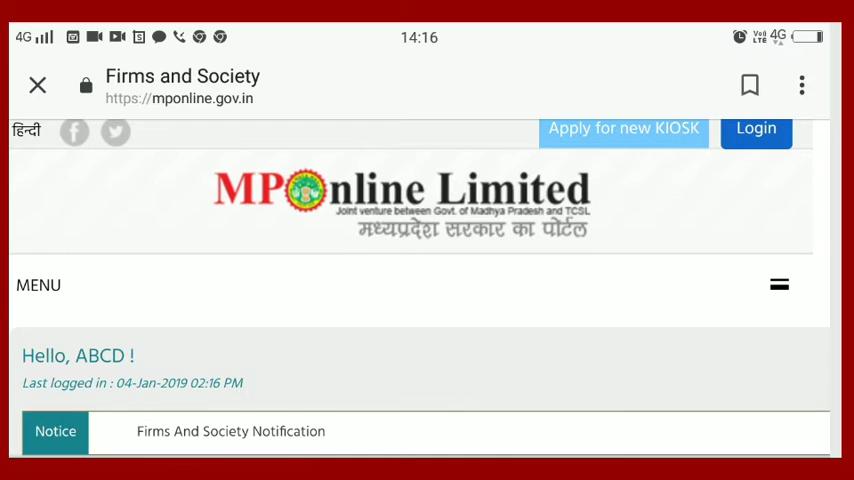 4G 14:16 VoLTE 4G
Firms and Society
https://mponline.gov.in
हिन्दी Apply for new KIOSK Login
MPOnline Limited
Joint venture between Govt. of Madhya Pradesh and TCSL
मध्यप्रदेश सरकार का पोर्टल
MENU
Hello, ABCD !
Last logged in : 04-Jan-2019 02:16 PM
Notice Firms And Society Notification